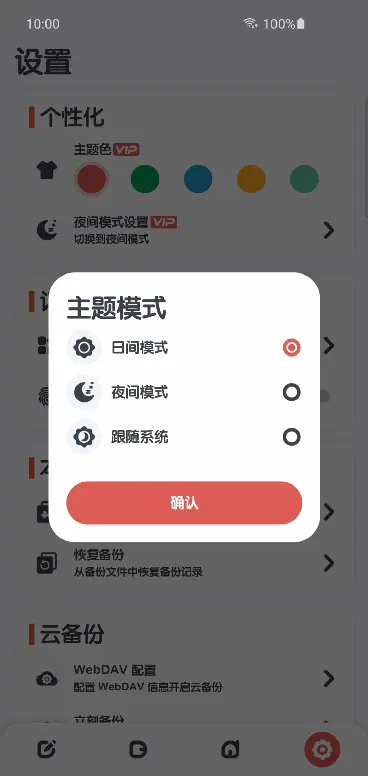 10:00
100%
设置
个性化
主题色 VIP
夜间模式设置 VIP
切换到夜间模式
主题模式
日间模式
夜间模式
跟随系统
确认
恢复备份
从备份文件中恢复备份记录
云备份
WebDAV 配置
配置 WebDAV 信息开启云备份
立刻备份